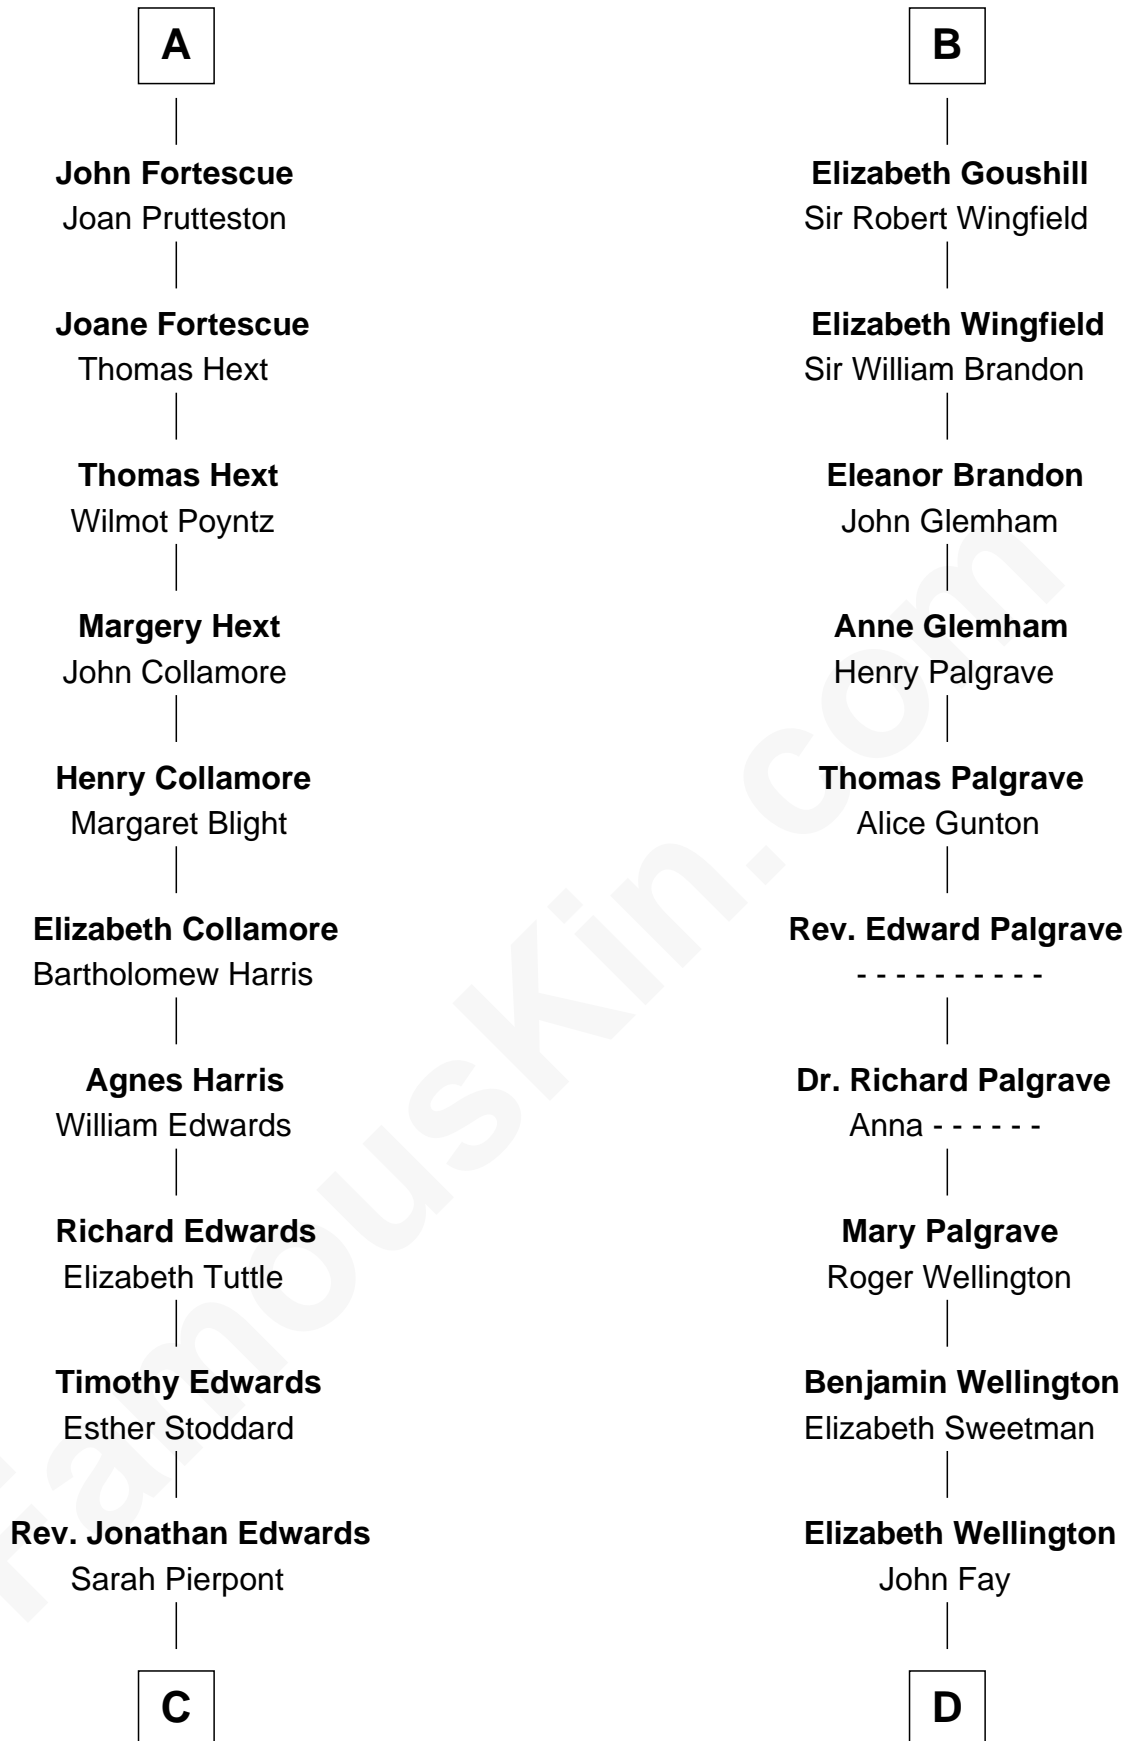 A
John Fortescue
Joan Prutteston
Joane Fortescue
Thomas Hext
Thomas Hext
Wilmot Poyntz
Margery Hext
John Collamore
Henry Collamore
Margaret Blight
Elizabeth Collamore
Bartholomew Harris
Agnes Harris
William Edwards
Richard Edwards
Elizabeth Tuttle
Timothy Edwards
Esther Stoddard
Rev. Jonathan Edwards
Sarah Pierpont
C
B
Elizabeth Goushill
Sir Robert Wingfield
Elizabeth Wingfield
Sir William Brandon
Eleanor Brandon
John Glemham
Anne Glemham
Henry Palgrave
Thomas Palgrave
Alice Gunton
Rev. Edward Palgrave
- - - - - - - - - -
Dr. Richard Palgrave
Anna - - - - - -
Mary Palgrave
Roger Wellington
Benjamin Wellington
Elizabeth Sweetman
Elizabeth Wellington
John Fay
D
FamousKin.com